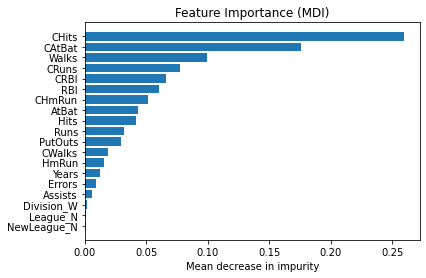 Feature Importance (MDI)
CHits
CAtBat
Walks
CRuns
CRBI
RBI
CHmRun
AtBat
Hits
Runs
PutOuts
CWalks
HmRun
Years
Errors
Assists
Division_W
League_N
NewLeague_N
0.00 0.05 0.10 0.15 0.20 0.25
Mean decrease in impurity